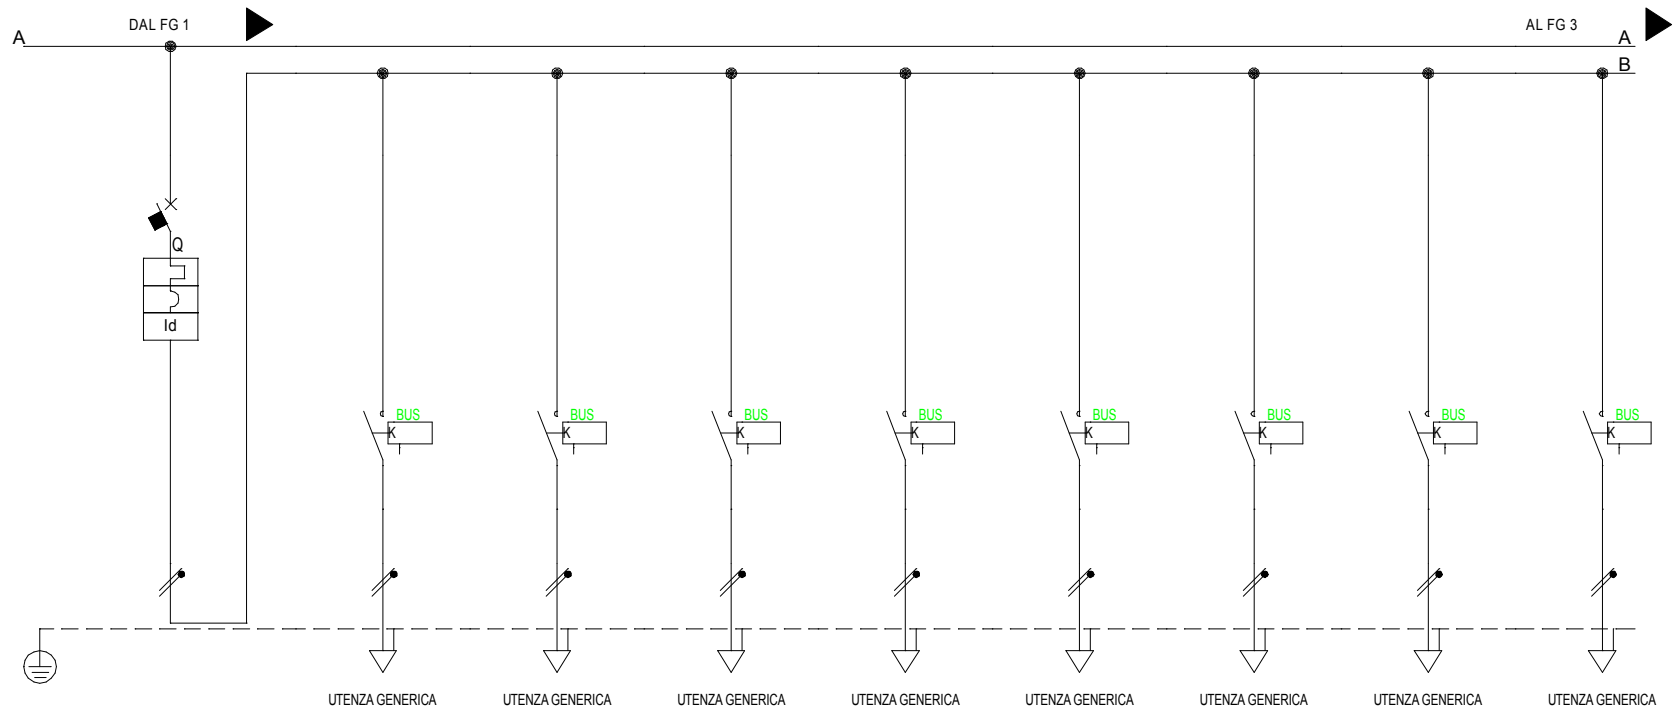 DAL FG 1
AL FG 3
A
A
B
Q
Id
BUS BUS BUS BUS BUS BUS BUS BUS
K K K K K K K K
UTENZA GENERICA UTENZA GENERICA UTENZA GENERICA UTENZA GENERICA UTENZA GENERICA UTENZA GENERICA UTENZA GENERICA UTENZA GENERICA